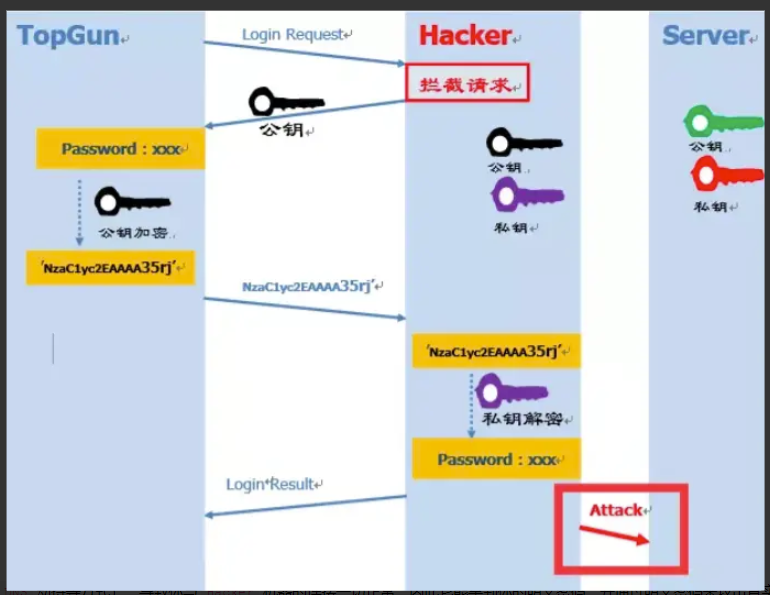 TopGun
Login Request
Hacker
Server
拦截请求
公钥
公钥
公钥
Password：xxx
私钥
私钥
公钥加密
'NzaC1yc2EAAAA35rj'
NzaC1yc2EAAAA35rj'
'NzaC1yc2EAAAA35rj'
私钥解密
Password：xxx
Login Result
Attack